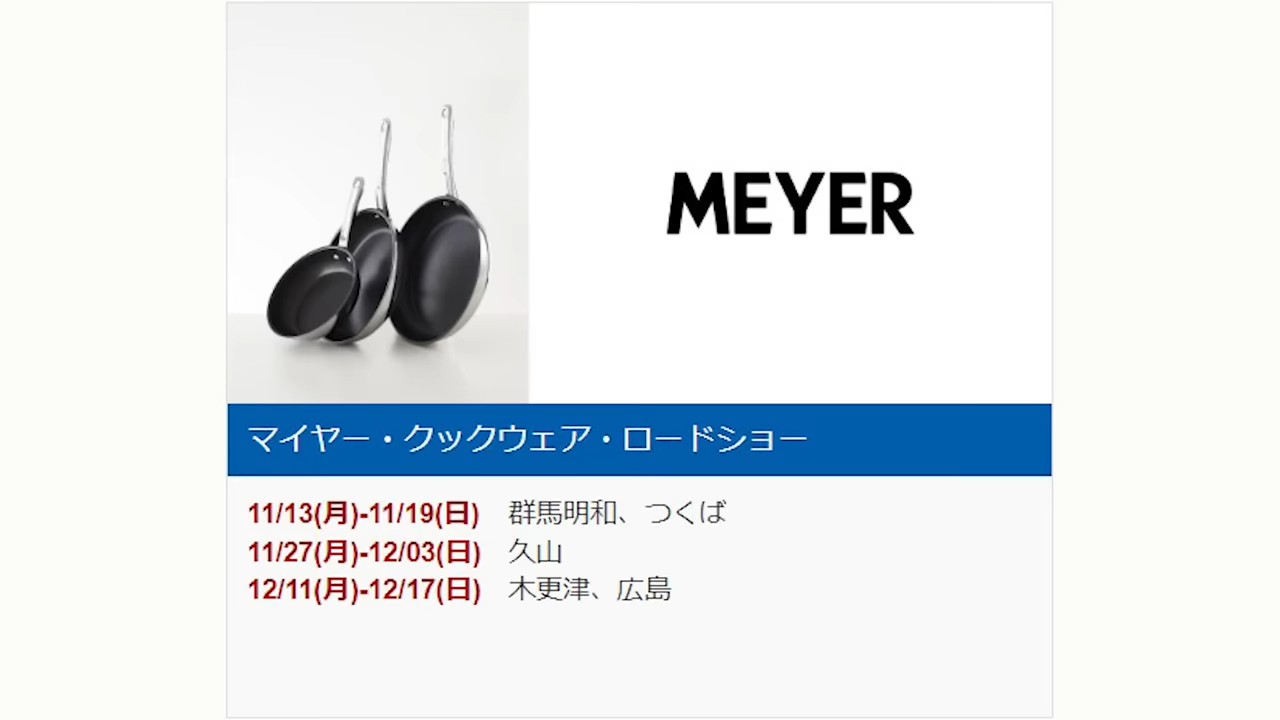 MEYER
マイヤー・クックウェア・ロードショー
11/13(月)-11/19(日) 群馬明和、つくば
11/27(月)-12/03(日) 久山
12/11(月)-12/17(日) 木更津、広島